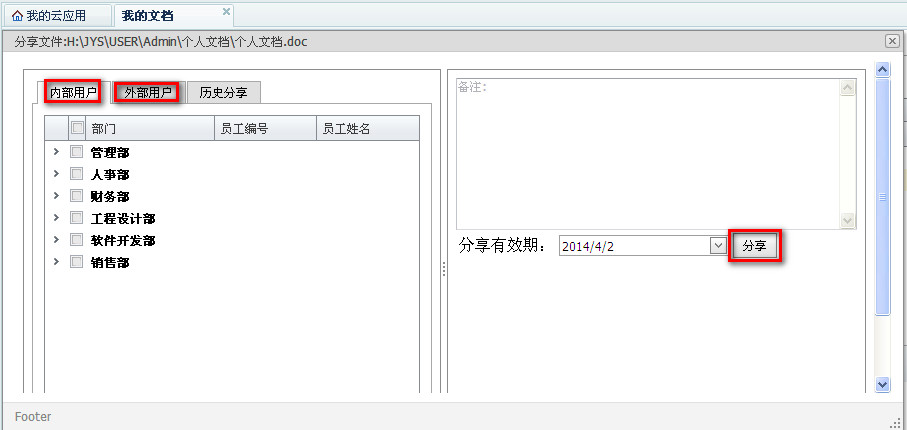 我的云应用 我的文档
分享文件:H:\JYS\USER\Admin\个人文档\个人文档.doc
内部用户 外部用户 历史分享
部门 员工编号 员工姓名
管理部
人事部
财务部
工程设计部
软件开发部
销售部
备注:
分享有效期： 2014/4/2 分享
Footer